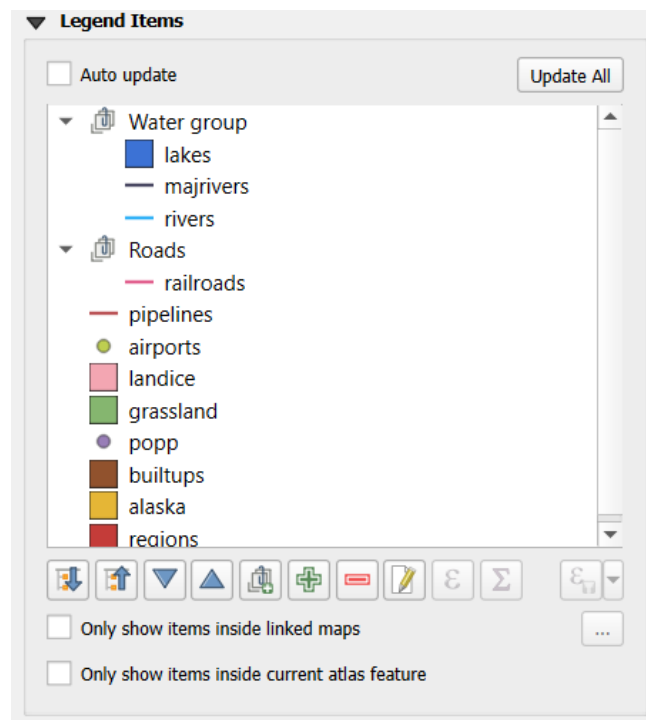 Legend Items
Auto update
Update All
Water group
lakes
majrivers
rivers
Roads
railroads
pipelines
airports
landice
grassland
popp
builtups
alaska
regions
ε Σ ε
Only show items inside linked maps
...
Only show items inside current atlas feature